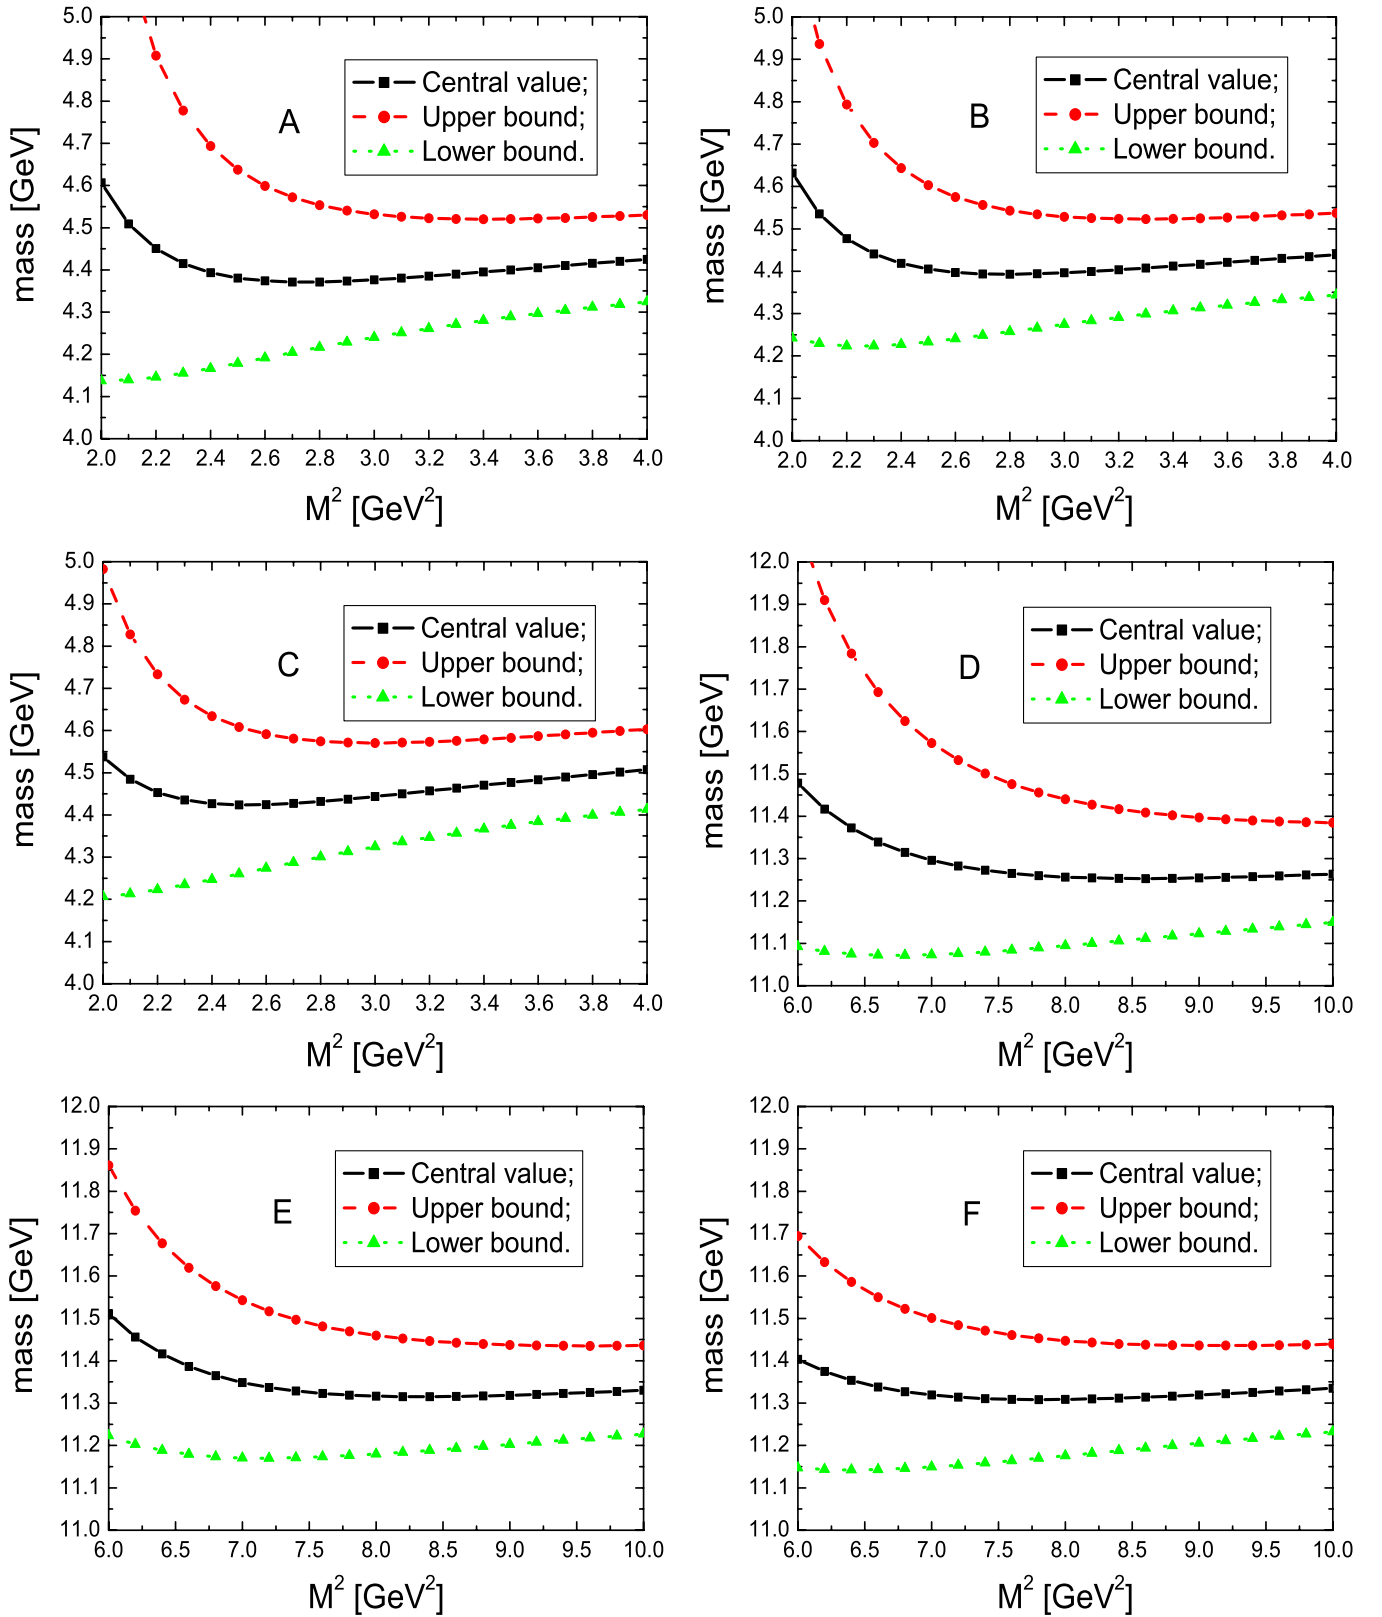 5.0
4.9
4.8
4.7
4.6
4.5
4.4
4.3
4.2
4.1
4.0
mass [GeV]
A
Central value;
Upper bound;
Lower bound.
2.0 2.2 2.4 2.6 2.8 3.0 3.2 3.4 3.6 3.8 4.0
M² [GeV²]
5.0
4.9
4.8
4.7
4.6
4.5
4.4
4.3
4.2
4.1
4.0
mass [GeV]
B
Central value;
Upper bound;
Lower bound.
2.0 2.2 2.4 2.6 2.8 3.0 3.2 3.4 3.6 3.8 4.0
M² [GeV²]
5.0
4.9
4.8
4.7
4.6
4.5
4.4
4.3
4.2
4.1
4.0
mass [GeV]
C
Central value;
Upper bound;
Lower bound.
2.0 2.2 2.4 2.6 2.8 3.0 3.2 3.4 3.6 3.8 4.0
M² [GeV²]
12.0
11.9
11.8
11.7
11.6
11.5
11.4
11.3
11.2
11.1
11.0
mass [GeV]
D
Central value;
Upper bound;
Lower bound.
6.0 6.5 7.0 7.5 8.0 8.5 9.0 9.5 10.0
M² [GeV²]
12.0
11.9
11.8
11.7
11.6
11.5
11.4
11.3
11.2
11.1
11.0
mass [GeV]
E
Central value;
Upper bound;
Lower bound.
6.0 6.5 7.0 7.5 8.0 8.5 9.0 9.5 10.0
M² [GeV²]
12.0
11.9
11.8
11.7
11.6
11.5
11.4
11.3
11.2
11.1
11.0
mass [GeV]
F
Central value;
Upper bound;
Lower bound.
6.0 6.5 7.0 7.5 8.0 8.5 9.0 9.5 10.0
M² [GeV²]